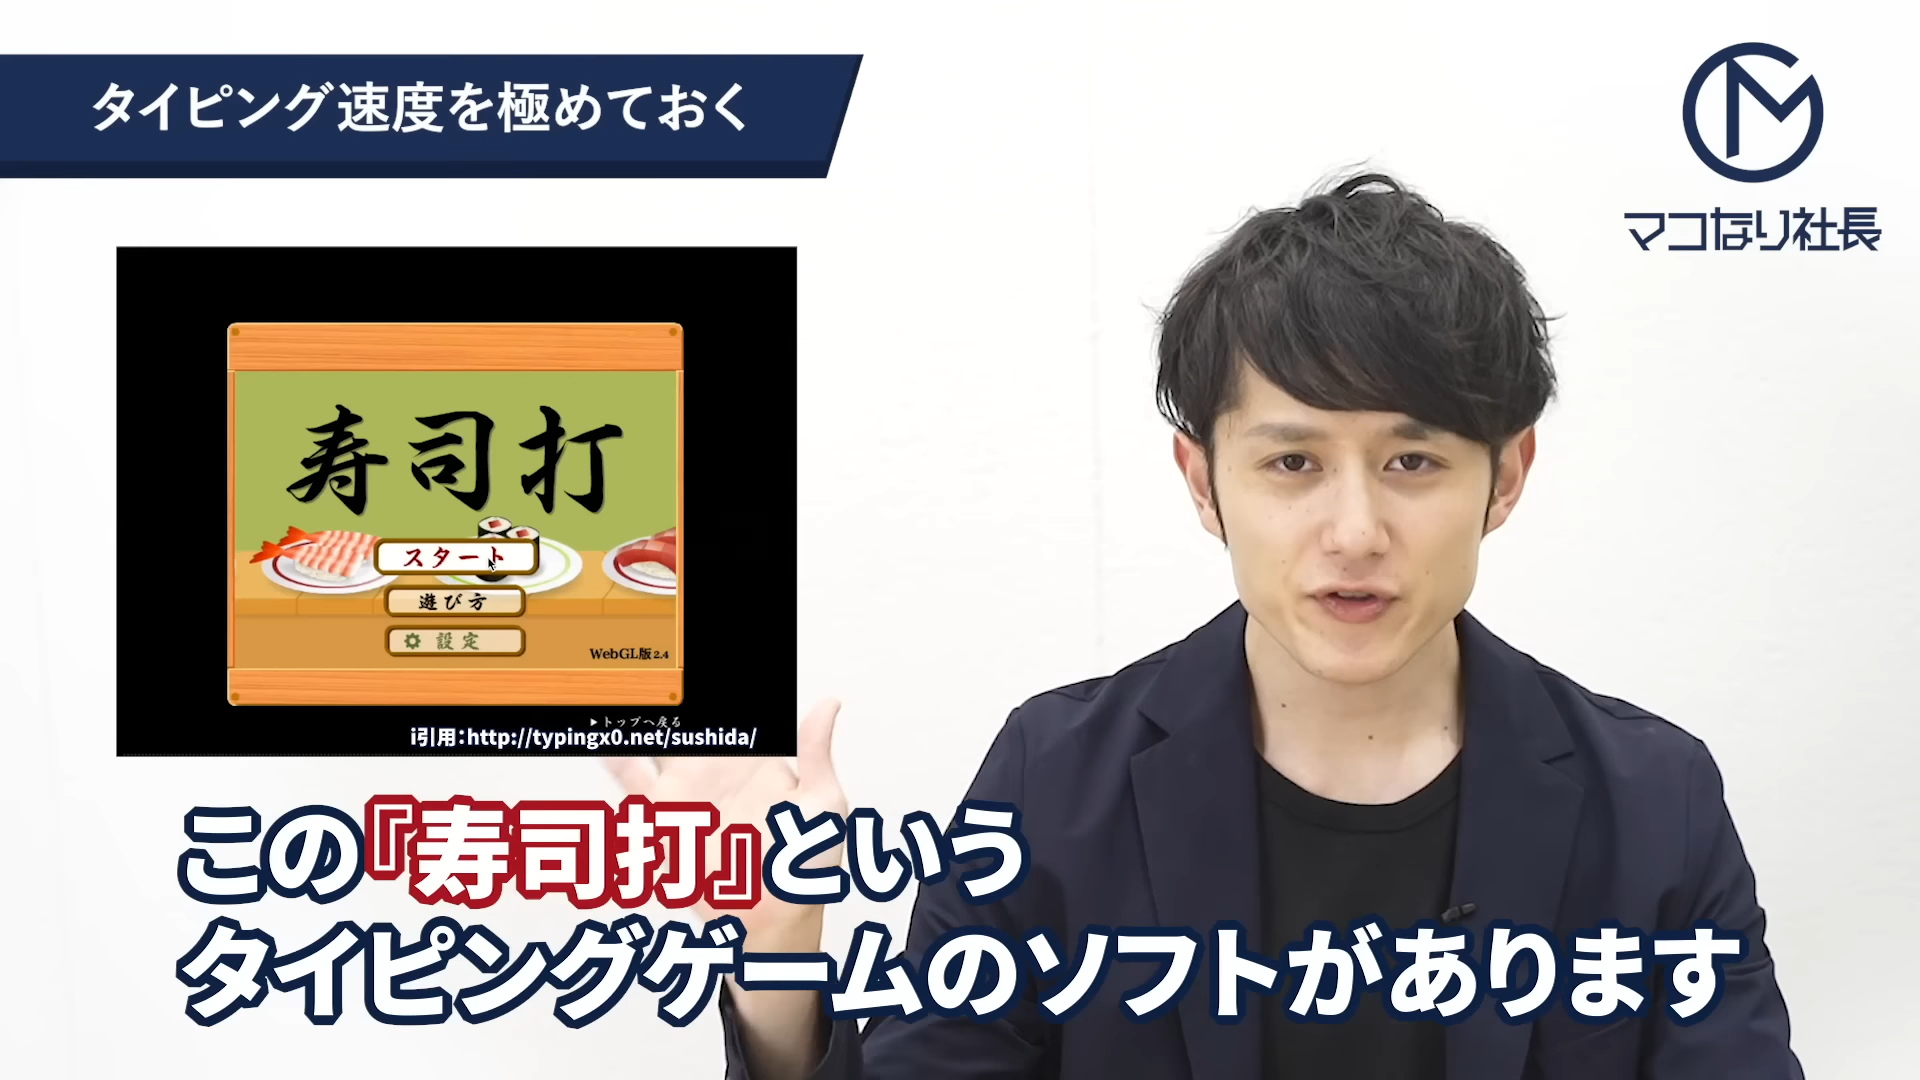 タイピング速度を極めておく
マコなり社長
寿司打
スタート
遊び方
設定
WebGL版2.4
▶トップへ戻る
i引用：http://typingx0.net/sushida/
この『寿司打』という
タイピングゲームのソフトがあります